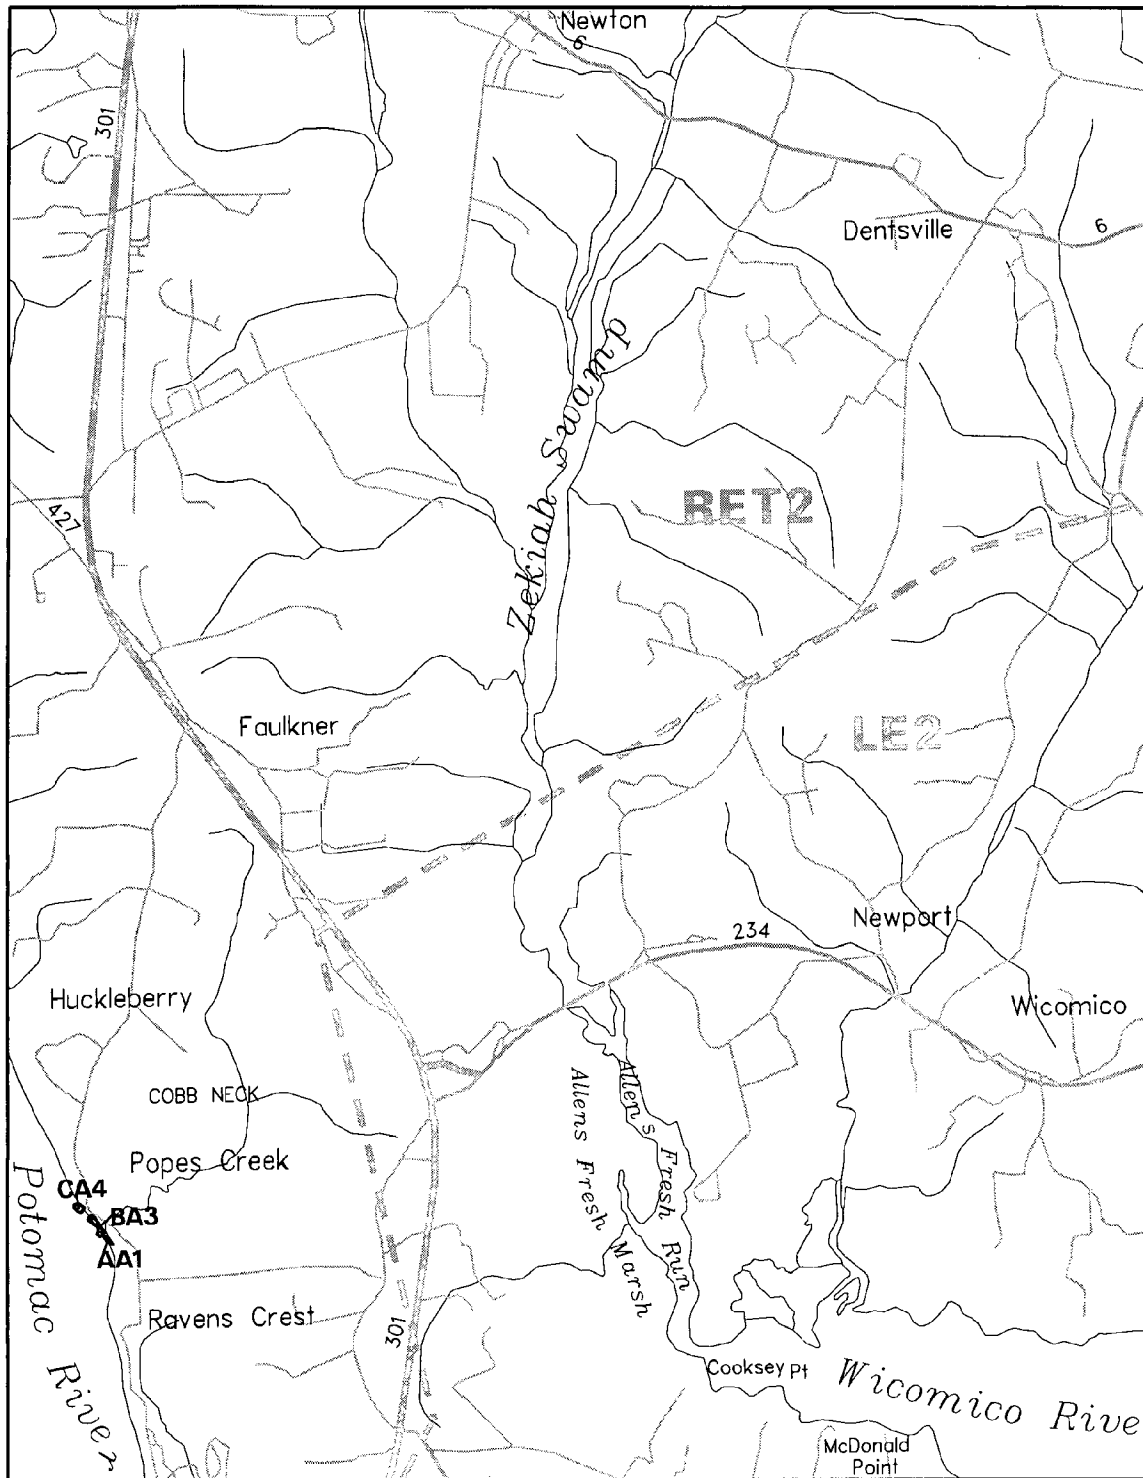 Newton
6
301
Dentsville
6
Zekiah Swamp
427
RET2
Faulkner
LE2
Newport
234
Huckleberry
Wicomico
COBB NECK
Allens Fresh Run
Allens Fresh Marsh
Popes Creek
CA4
BA3
AA1
Potomac River
Ravens Crest
301
Cooksey Pt
Wicomico Rive
McDonald
Point